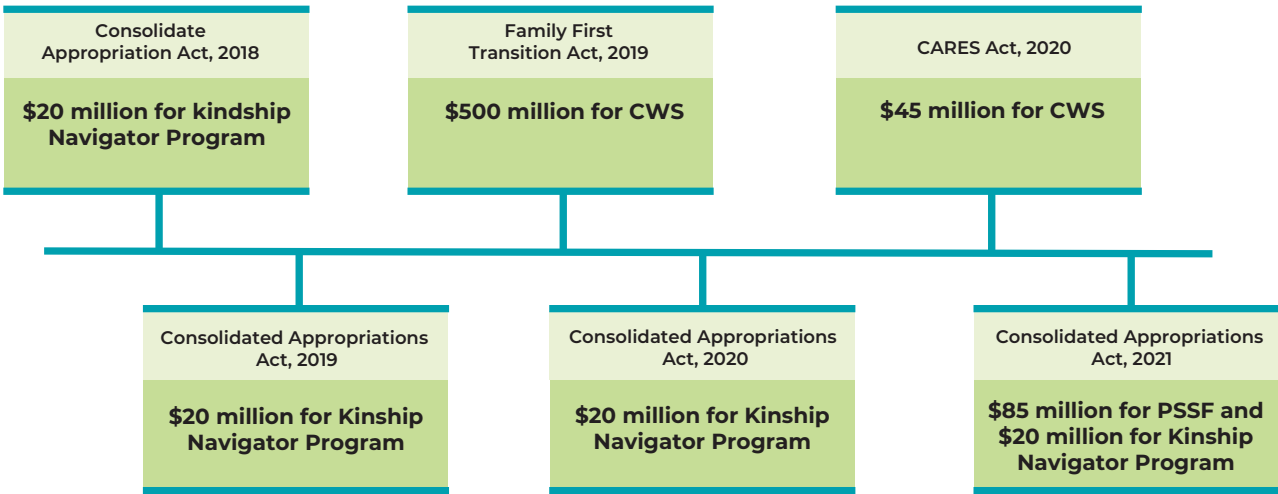 Consolidate
Appropriation Act, 2018
$20 million for kindship
Navigator Program
Family First
Transition Act, 2019
$500 million for CWS
CARES Act, 2020
$45 million for CWS
Consolidated Appropriations
Act, 2019
$20 million for Kinship
Navigator Program
Consolidated Appropriations
Act, 2020
$20 million for Kinship
Navigator Program
Consolidated Appropriations
Act, 2021
$85 million for PSSF and
$20 million for Kinship
Navigator Program